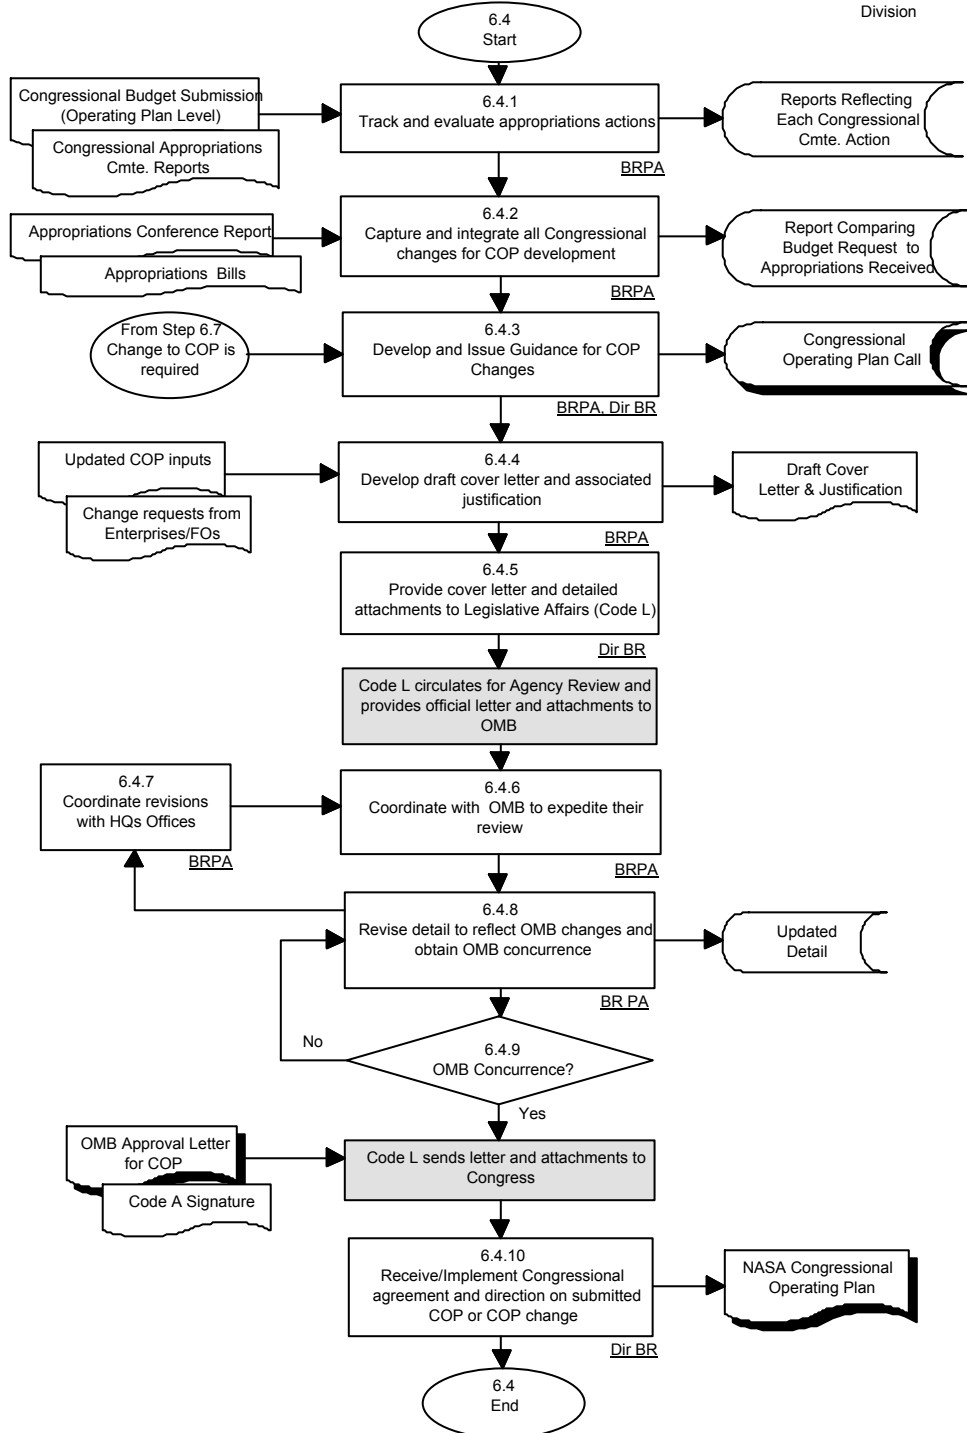 Division
6.4
Start
Congressional Budget Submission
(Operating Plan Level)
Congressional Appropriations
Cmte. Reports
6.4.1
Track and evaluate appropriations actions
BRPA
Reports Reflecting
Each Congressional
Cmte. Action
Appropriations Conference Report
Appropriations Bills
6.4.2
Capture and integrate all Congressional
changes for COP development
BRPA
Report Comparing
Budget Request to
Appropriations Received
From Step 6.7
Change to COP is
required
6.4.3
Develop and Issue Guidance for COP
Changes
BRPA, Dir BR
Congressional
Operating Plan Call
Updated COP inputs
Change requests from
Enterprises/FOs
6.4.4
Develop draft cover letter and associated
justification
BRPA
Draft Cover
Letter & Justification
6.4.5
Provide cover letter and detailed
attachments to Legislative Affairs (Code L)
Dir BR
Code L circulates for Agency Review and
provides official letter and attachments to
OMB
6.4.7
Coordinate revisions
with HQs Offices
BRPA
6.4.6
Coordinate with OMB to expedite their
review
BRPA
6.4.8
Revise detail to reflect OMB changes and
obtain OMB concurrence
BR PA
Updated
Detail
No
6.4.9
OMB Concurrence?
Yes
OMB Approval Letter
for COP
Code A Signature
Code L sends letter and attachments to
Congress
6.4.10
Receive/Implement Congressional
agreement and direction on submitted
COP or COP change
Dir BR
NASA Congressional
Operating Plan
6.4
End